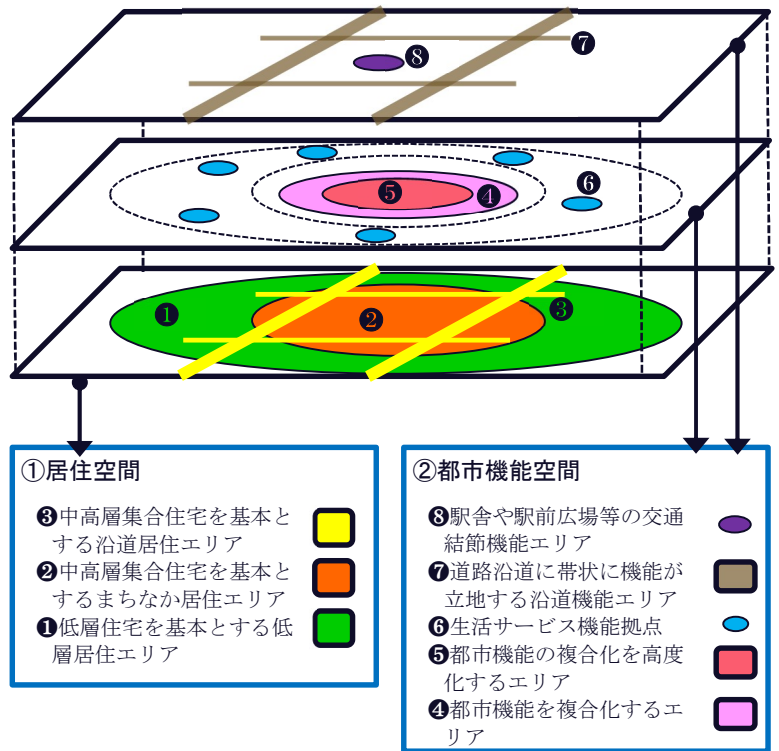 ❽
❼
❻
❺
❹
❶
❷
❸
①居住空間
❸中高層集合住宅を基本と
する沿道居住エリア
❷中高層集合住宅を基本と
するまちなか居住エリア
❶低層住宅を基本とする低
層居住エリア
②都市機能空間
❽駅舎や駅前広場等の交通
結節機能エリア
❼道路沿道に帯状に機能が
立地する沿道機能エリア
❻生活サービス機能拠点
❺都市機能の複合化を高度
化するエリア
❹都市機能を複合化するエ
リア